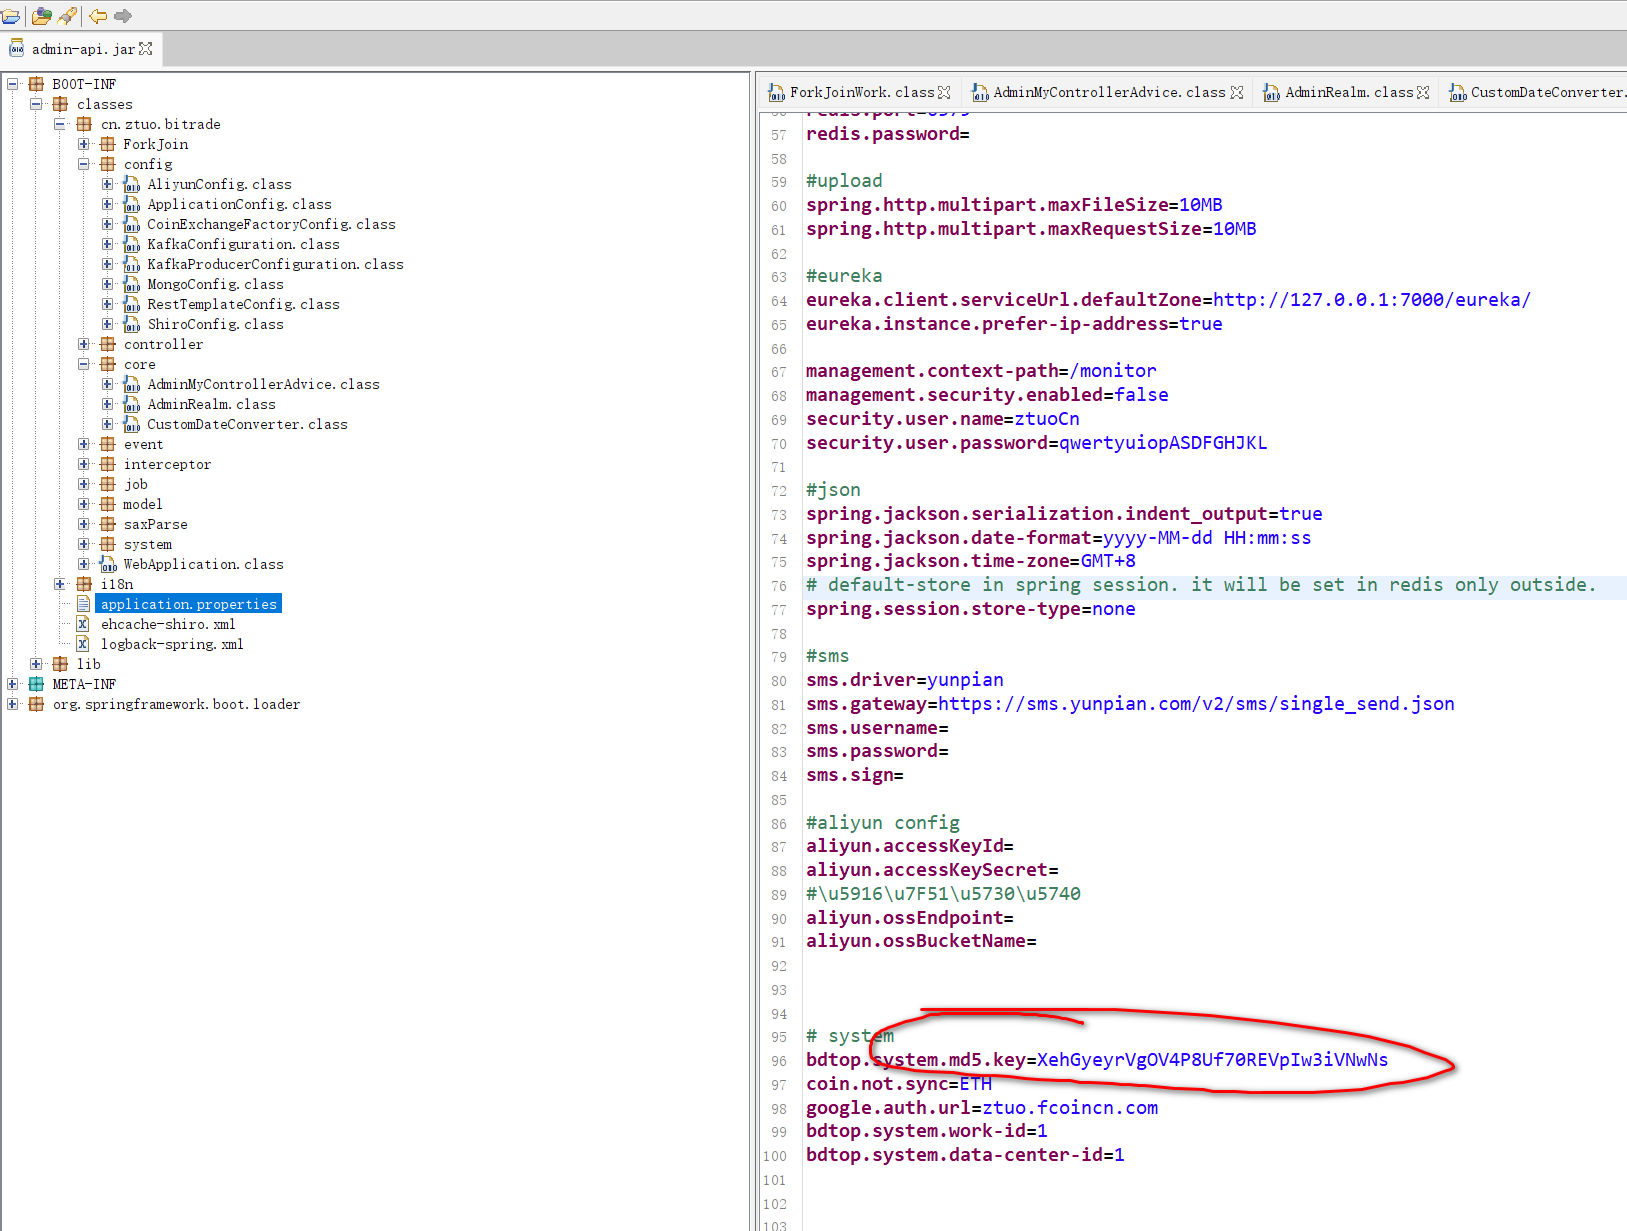 admin-api.jar
BOOT-INF
classes
cn.ztuo.bitrade
ForkJoin
config
AliyunConfig.class
ApplicationConfig.class
CoinExchangeFactoryConfig.class
KafkaConfiguration.class
KafkaProducerConfiguration.class
MongoConfig.class
RestTemplateConfig.class
ShiroConfig.class
controller
core
AdminMyControllerAdvice.class
AdminRealm.class
CustomDateConverter.class
event
interceptor
job
model
saxParse
system
WebApplication.class
i18n
application.properties
ehcache-shiro.xml
logback-spring.xml
lib
META-INF
org.springframework.boot.loader
ForkJoinWork.class AdminMyControllerAdvice.class AdminRealm.class CustomDateConverter.
56 redis.port=6379
57 redis.password=
58
59 #upload
60 spring.http.multipart.maxFileSize=10MB
61 spring.http.multipart.maxRequestSize=10MB
62
63 #eureka
64 eureka.client.serviceUrl.defaultZone=http://127.0.0.1:7000/eureka/
65 eureka.instance.prefer-ip-address=true
66
67 management.context-path=/monitor
68 management.security.enabled=false
69 security.user.name=ztuoCn
70 security.user.password=qwertyuiopASDFGHJKL
71
72 #json
73 spring.jackson.serialization.indent_output=true
74 spring.jackson.date-format=yyyy-MM-dd HH:mm:ss
75 spring.jackson.time-zone=GMT+8
76 # default-store in spring session. it will be set in redis only outside.
77 spring.session.store-type=none
78
79 #sms
80 sms.driver=yunpian
81 sms.gateway=https://sms.yunpian.com/v2/sms/single_send.json
82 sms.username=
83 sms.password=
84 sms.sign=
85
86 #aliyun config
87 aliyun.accessKeyId=
88 aliyun.accessKeySecret=
89 #\u5916\u7F51\u5730\u5740
90 aliyun.ossEndpoint=
91 aliyun.ossBucketName=
92
93
94
95 # system
96 bdtop.system.md5.key=XehGyeyrVgOV4P8Uf70REVpIw3iVNwNs
97 coin.not.sync=ETH
98 google.auth.url=ztuo.fcoincn.com
99 bdtop.system.work-id=1
100 bdtop.system.data-center-id=1
101
102
103